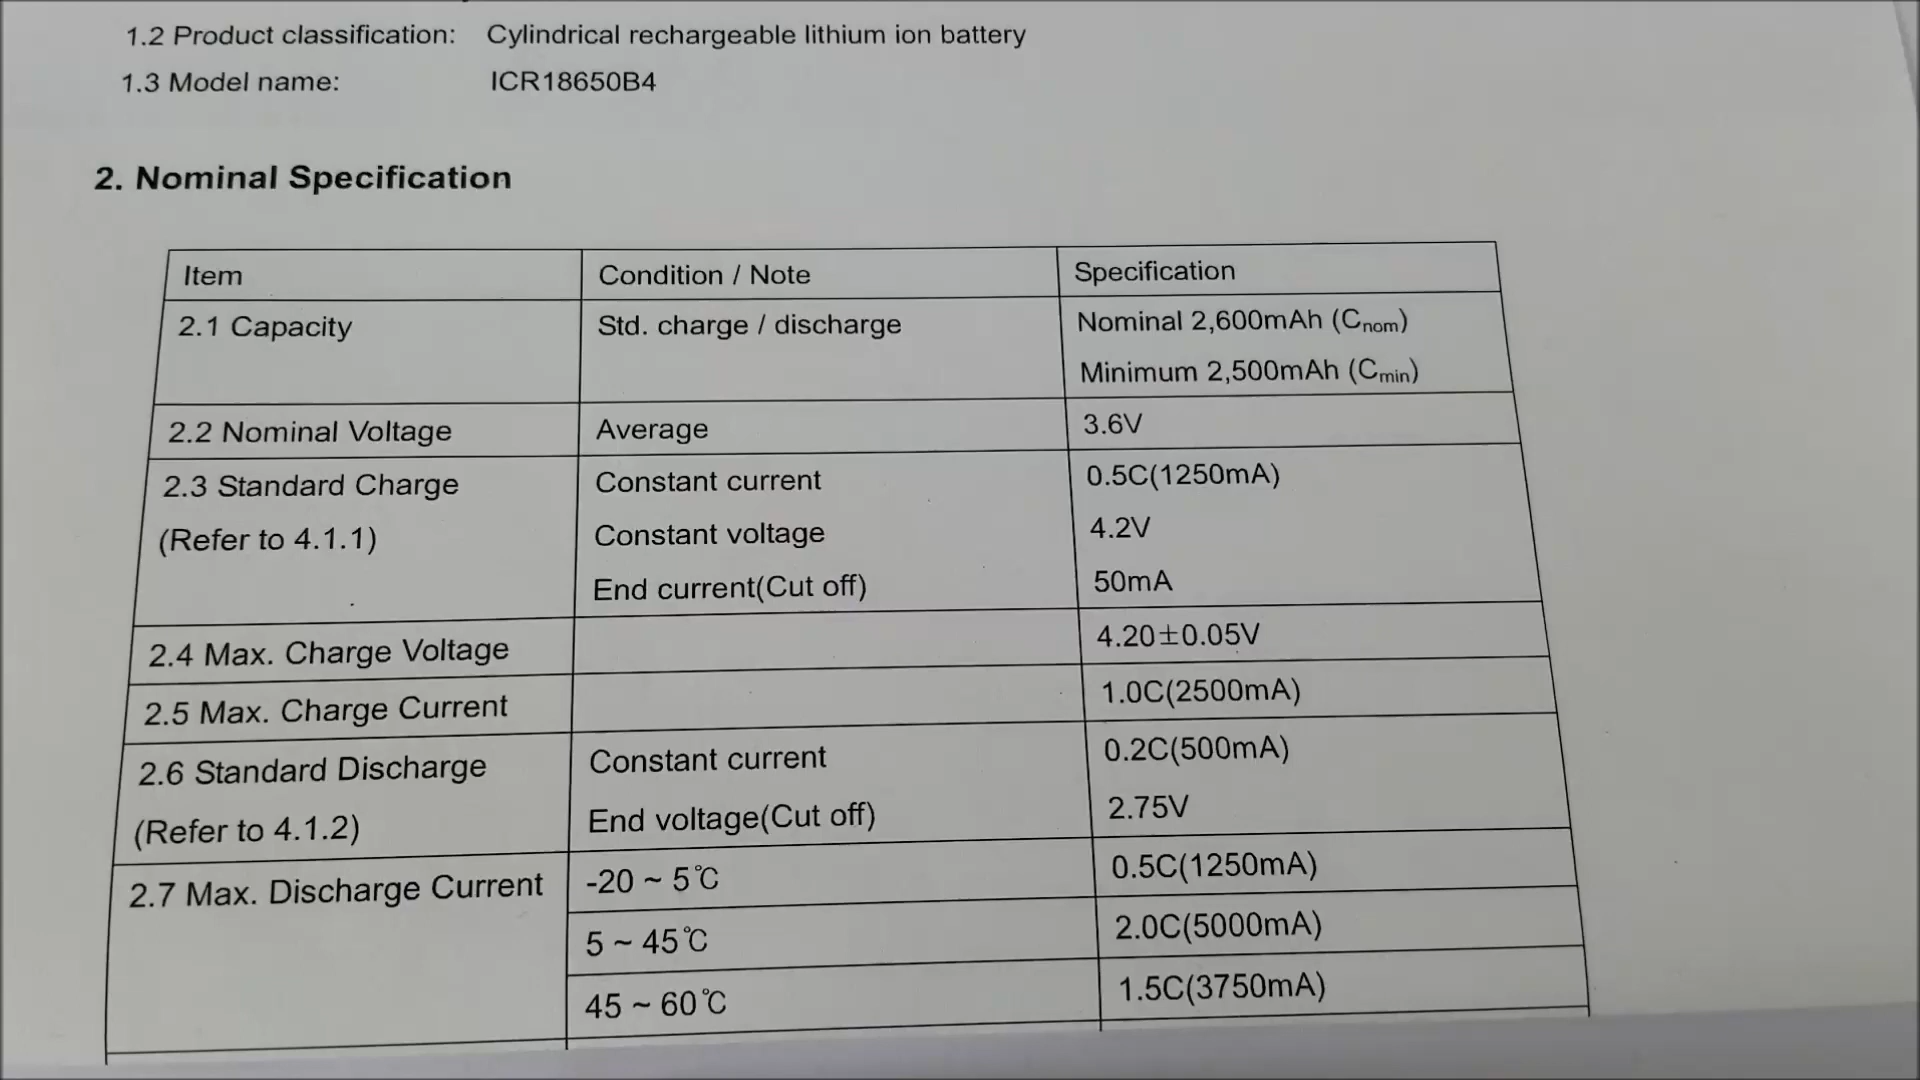 1.2 Product classification: Cylindrical rechargeable lithium ion battery
1.3 Model name: ICR18650B4
2. Nominal Specification
Item Condition / Note Specification
2.1 Capacity Std. charge / discharge Nominal 2,600mAh (Cnom)
Minimum 2,500mAh (Cmin)
2.2 Nominal Voltage Average 3.6V
2.3 Standard Charge Constant current 0.5C(1250mA)
(Refer to 4.1.1) Constant voltage 4.2V
End current(Cut off) 50mA
2.4 Max. Charge Voltage 4.20±0.05V
2.5 Max. Charge Current 1.0C(2500mA)
2.6 Standard Discharge Constant current 0.2C(500mA)
(Refer to 4.1.2) End voltage(Cut off) 2.75V
2.7 Max. Discharge Current -20 ~ 5℃ 0.5C(1250mA)
5 ~ 45℃ 2.0C(5000mA)
45 ~ 60℃ 1.5C(3750mA)